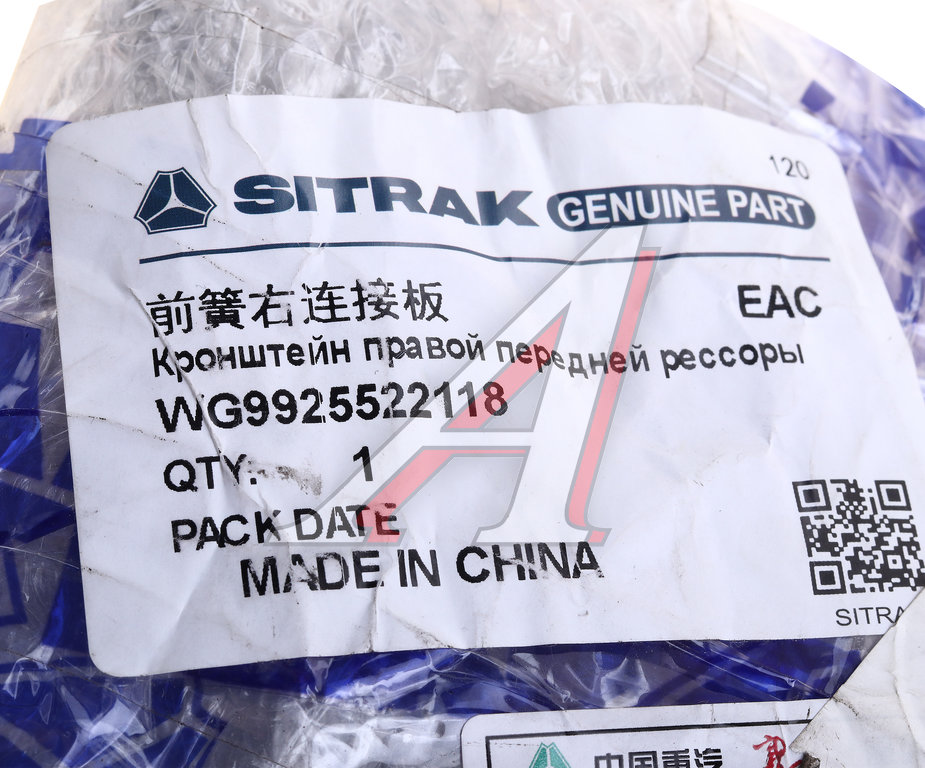 120
SITRAK GENUINE PART
前簧右连接板
EAC
Кронштейн правой передней рессоры
WG9925522118
QTY: 1
PACK DATE
MADE IN CHINA
中国重汽